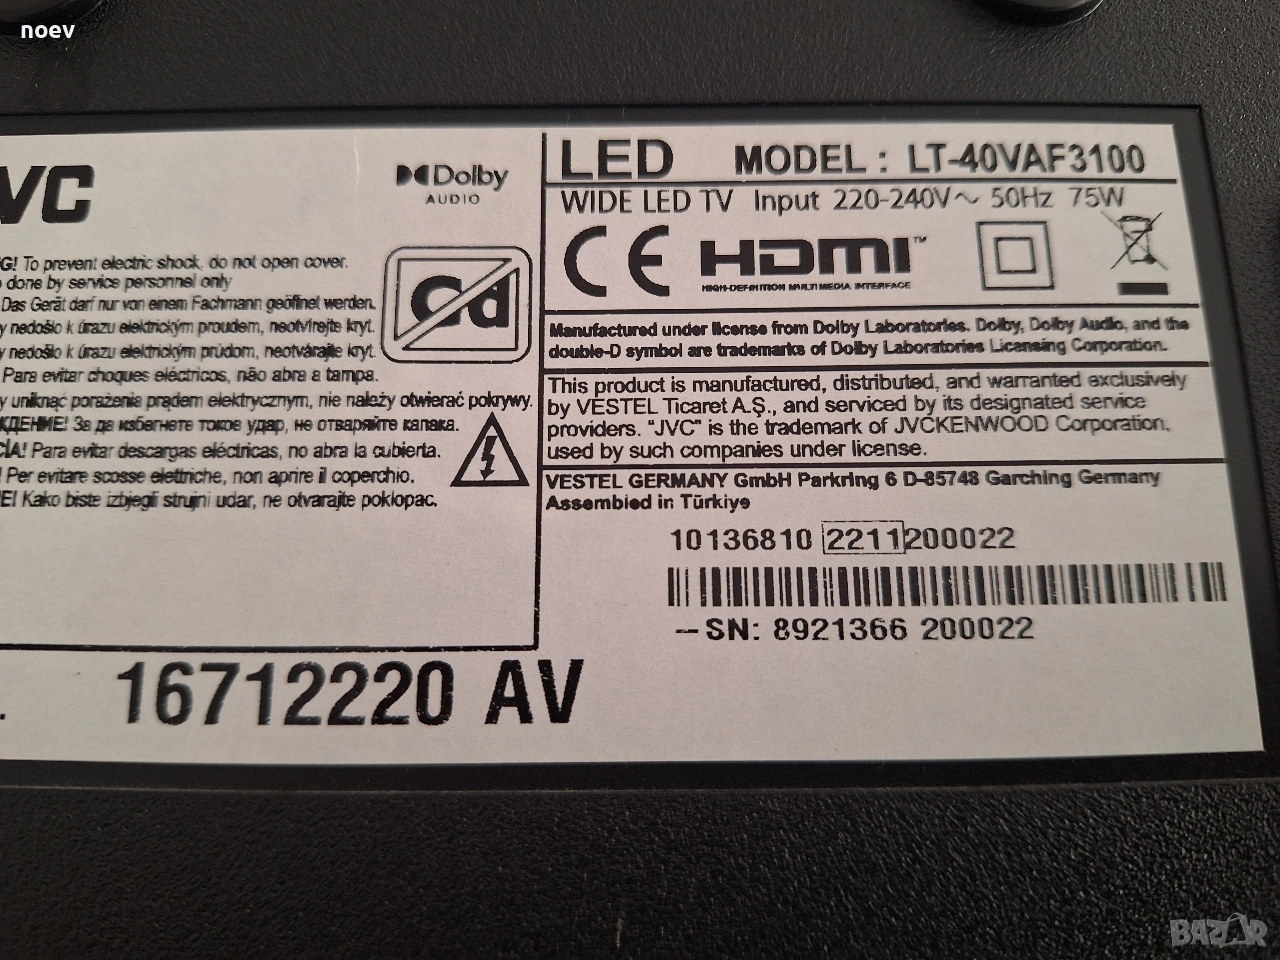 noev
JVC
Dolby
AUDIO
LED
MODEL : LT-40VAF3100
WIDE LED TV Input 220-240V~ 50Hz 75W
CE HDMI™
HIGH-DEFINITION MULTIMEDIA INTERFACE
Cd
G! To prevent electric shock, do not open cover.
done by service personnel only
Das Gerät darf nur von einem Fachmann geöffnet werden.
y nedošlo k úrazu elektrickým proudem, neotvírejte kryt.
y nedošlo k úrazu elektrickým prúdom, neotvárajte kryt.
Para evitar choques eléctricos, não abra a tampa.
y uniknąć porażenia prądem elektrycznym, nie należy otwierać pokrywy.
ЖДЕНИЕ! За да избегнете токов удар, не отваряйте капака.
CIA! Para evitar descargas eléctricas, no abra la cubierta.
! Per evitare scosse elettriche, non aprire il coperchio.
E! Kako biste izbjegli strujni udar, ne otvarajte poklopac.
Manufactured under license from Dolby Laboratories. Dolby, Dolby Audio, and the
double-D symbol are trademarks of Dolby Laboratories Licensing Corporation.
This product is manufactured, distributed, and warranted exclusively
by VESTEL Ticaret A.Ş., and serviced by its designated service
providers. “JVC” is the trademark of JVCKENWOOD Corporation,
used by such companies under license.
VESTEL GERMANY GmbH Parkring 6 D-85748 Garching Germany
Assembled in Türkiye
10136810 2211200022
– SN: 8921366 200022
. 16712220 AV
BAZAR